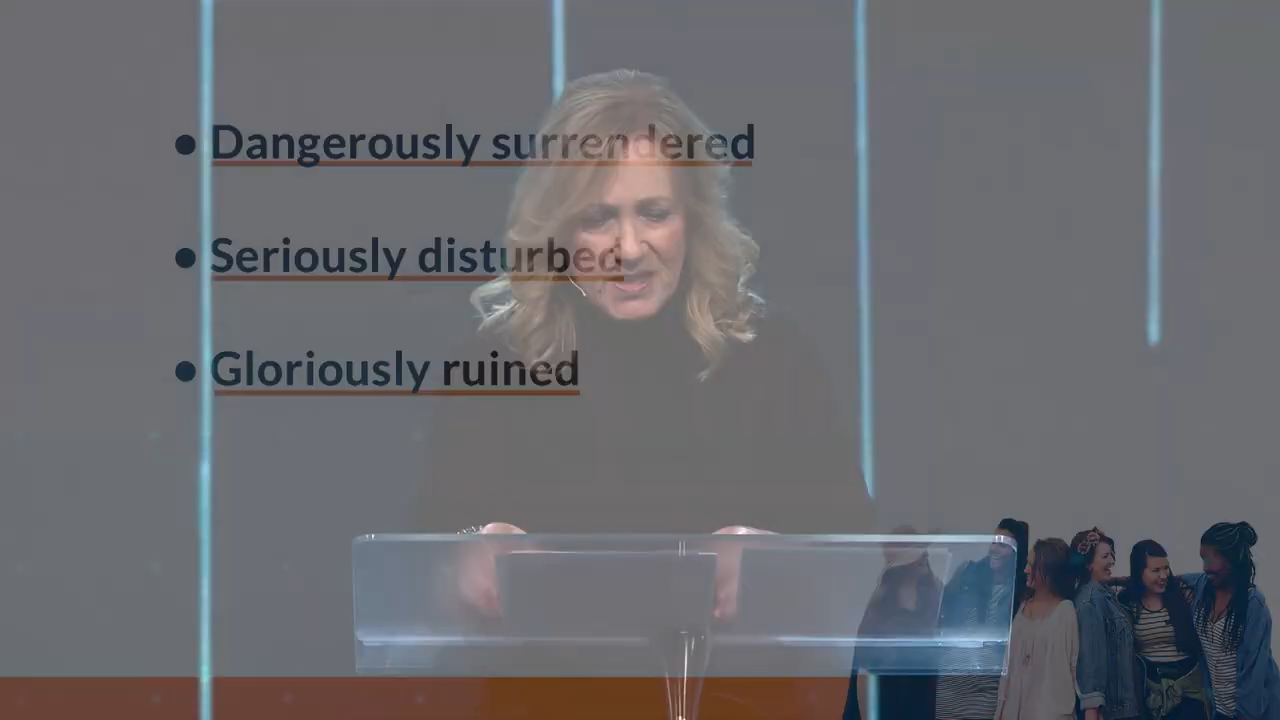 • Dangerously surrendered
• Seriously disturbed
• Gloriously ruined